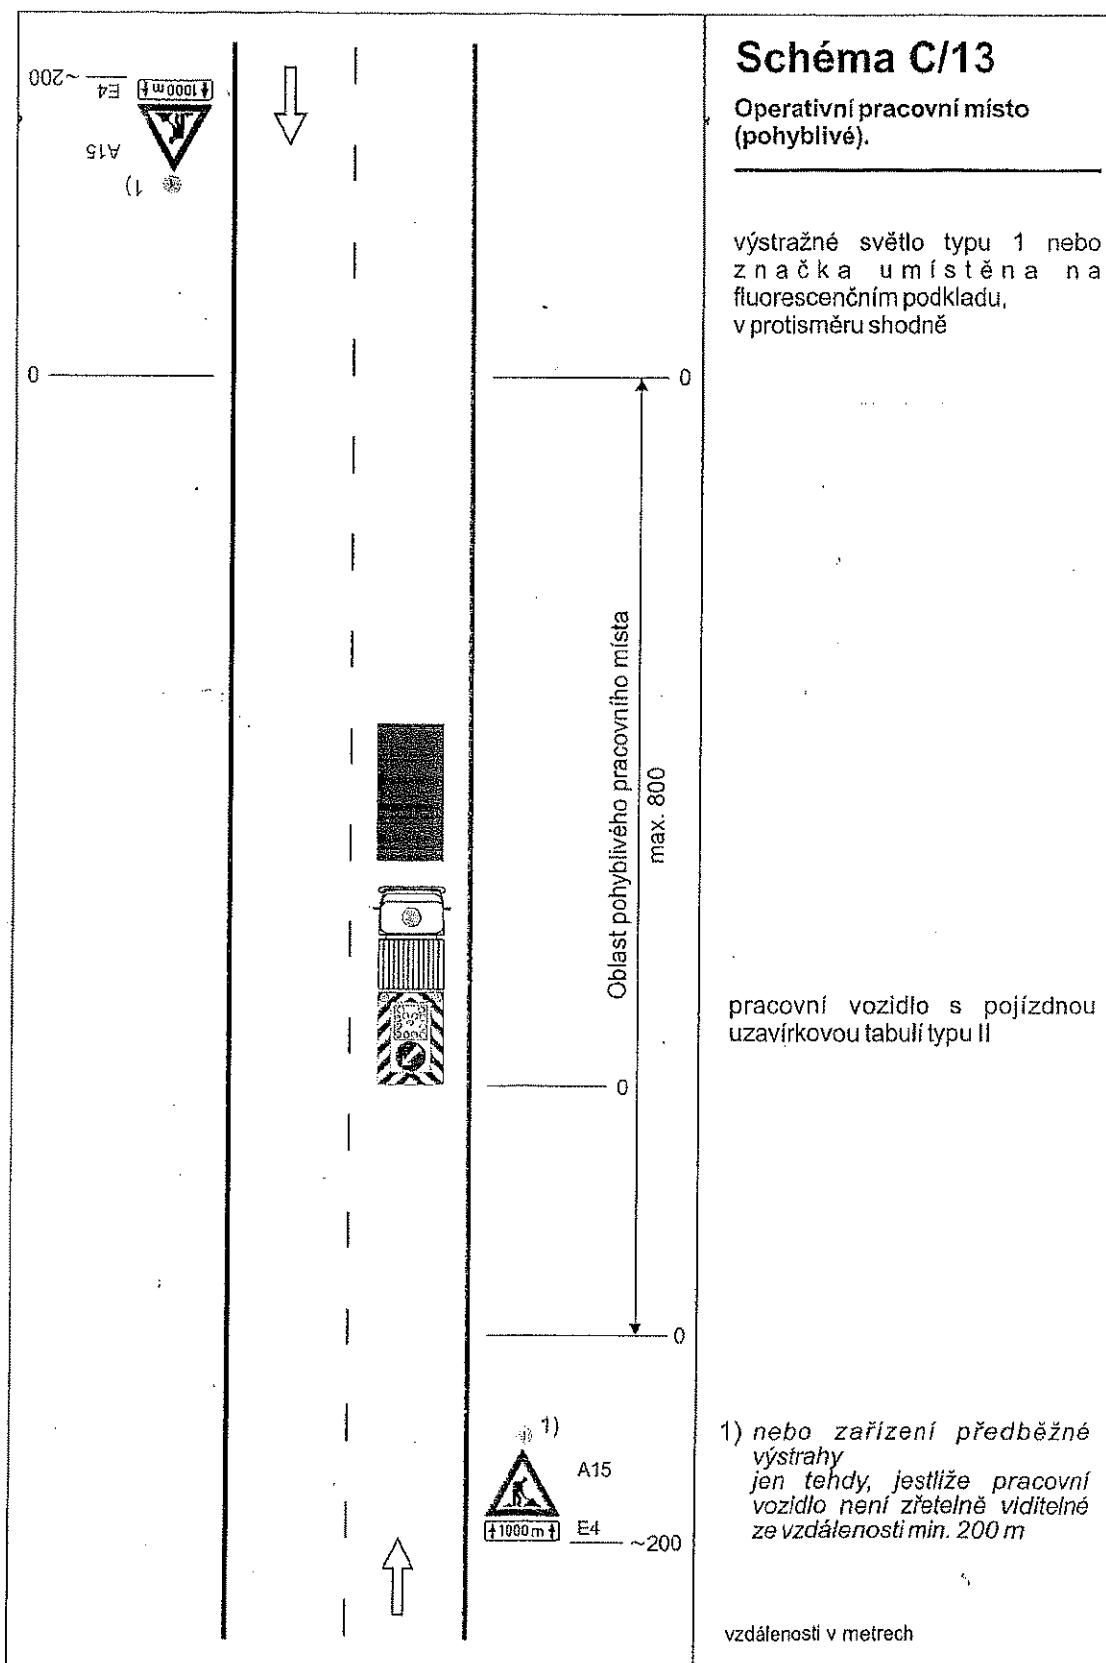 Schéma C/13
Operativní pracovní místo
(pohyblivé).
výstražné světlo typu 1 nebo
značka umístěna na
fluorescenčním podkladu,
v protisměru shodně
~200
E4
1000 m
A15
1)
0
0
Oblast pohyblivého pracovního místa
max. 800
pracovní vozidlo s pojízdnou
uzavírkovou tabulí typu II
0
0
1)
A15
1000 m
E4
~200
1) nebo zařízení předběžné
výstrahy
jen tehdy, jestliže pracovní
vozidlo není zřetelně viditelné
ze vzdálenosti min. 200 m
vzdálenosti v metrech